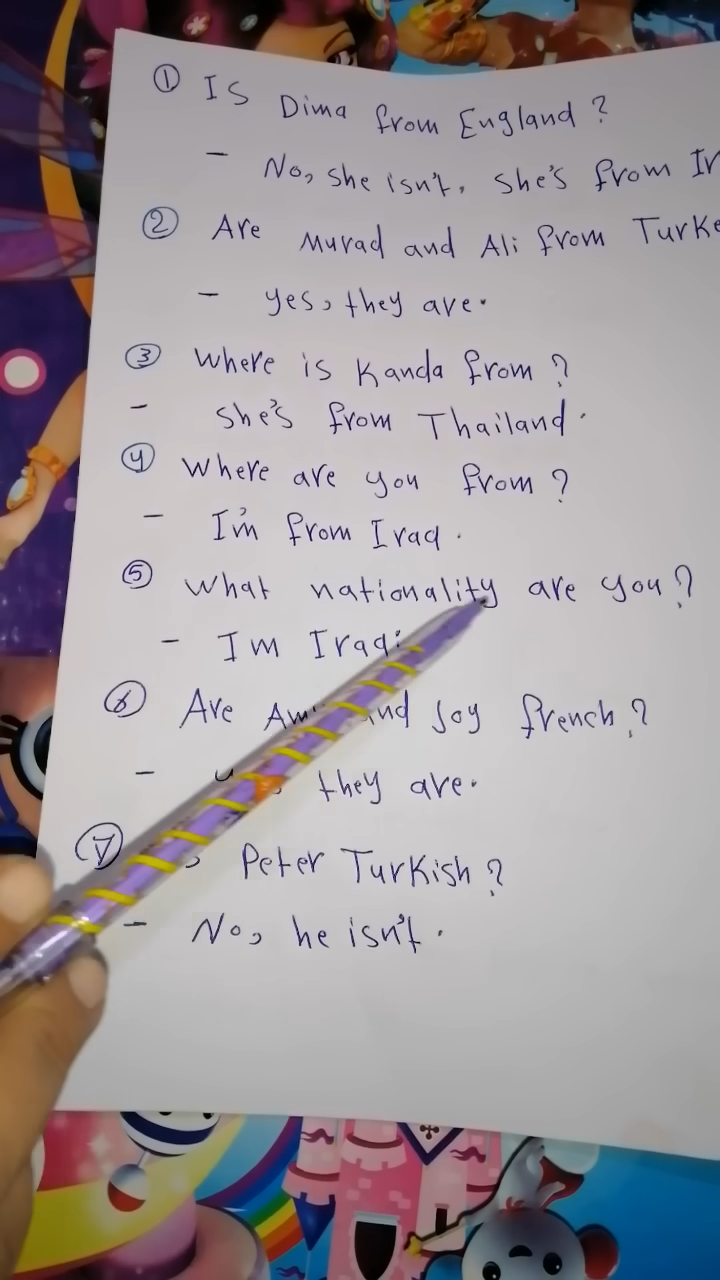 ① Is Dima from England?
- No, she isn't. She's from
② Are Murad and Ali from
- yes, they are.
③ Where is Kanda from?
- She's from Thailand.
④ Where are you from?
- I'm from Iraq.
⑤ What nationality are you?
- Im Iraqi
⑥ Are and Joy french?
- they are.
⑦ Peter Turkish?
- No, he isn't.